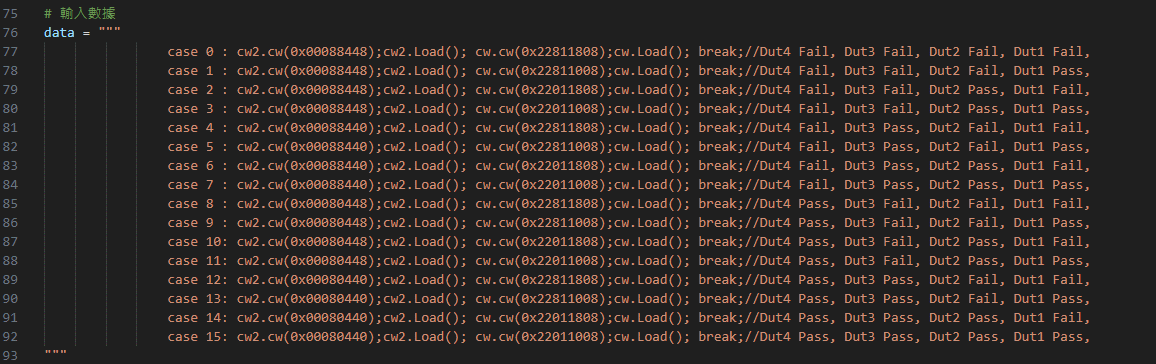 75 # 輸入數據
76 data = """
77 case 0 : cw2.cw(0x00088448);cw2.Load(); cw.cw(0x22811808);cw.Load(); break;//Dut4 Fail, Dut3 Fail, Dut2 Fail, Dut1 Fail,
78 case 1 : cw2.cw(0x00088448);cw2.Load(); cw.cw(0x22811008);cw.Load(); break;//Dut4 Fail, Dut3 Fail, Dut2 Fail, Dut1 Pass,
79 case 2 : cw2.cw(0x00088448);cw2.Load(); cw.cw(0x22011808);cw.Load(); break;//Dut4 Fail, Dut3 Fail, Dut2 Pass, Dut1 Fail,
80 case 3 : cw2.cw(0x00088448);cw2.Load(); cw.cw(0x22011008);cw.Load(); break;//Dut4 Fail, Dut3 Fail, Dut2 Pass, Dut1 Pass,
81 case 4 : cw2.cw(0x00088440);cw2.Load(); cw.cw(0x22811808);cw.Load(); break;//Dut4 Fail, Dut3 Pass, Dut2 Fail, Dut1 Fail,
82 case 5 : cw2.cw(0x00088440);cw2.Load(); cw.cw(0x22811008);cw.Load(); break;//Dut4 Fail, Dut3 Pass, Dut2 Fail, Dut1 Pass,
83 case 6 : cw2.cw(0x00088440);cw2.Load(); cw.cw(0x22011808);cw.Load(); break;//Dut4 Fail, Dut3 Pass, Dut2 Pass, Dut1 Fail,
84 case 7 : cw2.cw(0x00088440);cw2.Load(); cw.cw(0x22011008);cw.Load(); break;//Dut4 Fail, Dut3 Pass, Dut2 Pass, Dut1 Pass,
85 case 8 : cw2.cw(0x00080448);cw2.Load(); cw.cw(0x22811808);cw.Load(); break;//Dut4 Pass, Dut3 Fail, Dut2 Fail, Dut1 Fail,
86 case 9 : cw2.cw(0x00080448);cw2.Load(); cw.cw(0x22811008);cw.Load(); break;//Dut4 Pass, Dut3 Fail, Dut2 Fail, Dut1 Pass,
87 case 10: cw2.cw(0x00080448);cw2.Load(); cw.cw(0x22011808);cw.Load(); break;//Dut4 Pass, Dut3 Fail, Dut2 Pass, Dut1 Fail,
88 case 11: cw2.cw(0x00080448);cw2.Load(); cw.cw(0x22011008);cw.Load(); break;//Dut4 Pass, Dut3 Fail, Dut2 Pass, Dut1 Pass,
89 case 12: cw2.cw(0x00080440);cw2.Load(); cw.cw(0x22811808);cw.Load(); break;//Dut4 Pass, Dut3 Pass, Dut2 Fail, Dut1 Fail,
90 case 13: cw2.cw(0x00080440);cw2.Load(); cw.cw(0x22811008);cw.Load(); break;//Dut4 Pass, Dut3 Pass, Dut2 Fail, Dut1 Pass,
91 case 14: cw2.cw(0x00080440);cw2.Load(); cw.cw(0x22011808);cw.Load(); break;//Dut4 Pass, Dut3 Pass, Dut2 Pass, Dut1 Fail,
92 case 15: cw2.cw(0x00080440);cw2.Load(); cw.cw(0x22011008);cw.Load(); break;//Dut4 Pass, Dut3 Pass, Dut2 Pass, Dut1 Pass,
93 """